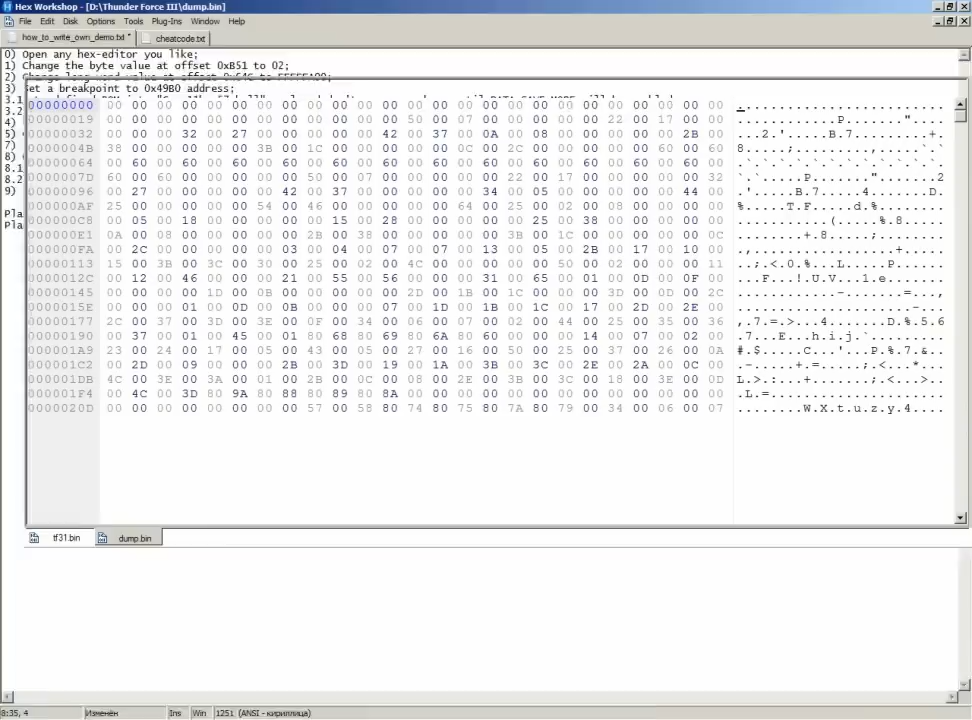 Hex Workshop - [D:\Thunder Force III\dump.bin]
File Edit Disk Options Tools Plug-Ins Window Help
how_to_write_own_demo.txt * cheatcode.txt
0) Open any hex-editor you like;
1) Change the byte value at offset 0xB51 to 02;
3) Set a breakpoint to 0x49B0 address;
00000000 00 00 00 00 00 00 00 00 00 00 00 00 00 00 00 00 00 00 00 00 00 00 00 00 00 .........................
00000019 00 00 00 00 00 00 00 00 00 00 00 00 50 00 07 00 00 00 00 00 22 00 17 00 00 ............P......."....
00000032 00 00 00 32 00 27 00 00 00 00 00 00 42 00 37 00 0A 00 08 00 00 00 00 00 2B ...2.'......B.7.........+
0000004B 38 00 00 00 00 00 3B 00 1C 00 00 00 00 00 0C 00 2C 00 00 00 00 00 60 00 60 8.....;.........,.....`.`
00000064 00 60 00 60 00 60 00 60 00 60 00 60 00 60 00 60 00 60 00 60 00 60 00 60 00 .`.`.`.`.`.`.`.`.`.`.`.`.
0000007D 60 00 60 00 00 00 00 00 50 00 07 00 00 00 00 00 22 00 17 00 00 00 00 00 32 `.`.....P......."......2
00000096 00 27 00 00 00 00 00 42 00 37 00 00 00 00 00 34 00 05 00 00 00 00 00 44 00
000000AF 25 00 00 00 00 00 54 00 46 00 00 00 00 00 64 00 25 00 02 00 08 00 00 00 00
000000C8 00 05 00 18 00 00 00 00 00 15 00 28 00 00 00 00 00 25 00 38 00 00 00 00 00
000000E1 0A 00 08 00 00 00 00 00 2B 00 38 00 00 00 00 00 3B 00 1C 00 00 00 00 00 0C
000000FA 00 2C 00 00 00 00 00 03 00 04 00 07 00 07 00 13 00 05 00 2B 00 17 00 10 00
00000113 15 00 3B 00 3C 00 30 00 25 00 02 00 4C 00 00 00 00 00 50 00 02 00 00 00 11
0000012C 00 12 00 46 00 00 00 21 00 55 00 56 00 00 00 31 00 65 00 01 00 0D 00 0F 00
00000145 00 00 00 00 1D 00 0B 00 00 00 00 00 2D 00 1B 00 1C 00 00 00 3D 00 0D 00 2C
0000015E 00 00 00 01 00 0D 00 0B 00 00 00 07 00 1D 00 1B 00 1C 00 17 00 2D 00 2E 00
00000177 2C 00 37 00 3D 00 3E 00 0F 00 34 00 06 00 07 00 02 00 44 00 25 00 35 00 36
00000190 00 37 00 01 00 45 00 01 80 68 80 69 80 6A 80 60 00 00 00 14 00 07 00 02 00
000001A9 23 00 24 00 17 00 05 00 43 00 05 00 27 00 16 00 50 00 25 00 37 00 26 00 0A
000001C2 00 2D 00 09 00 00 00 2B 00 3D 00 19 00 1A 00 3B 00 3C 00 2E 00 2A 00 0C 00
000001DB 4C 00 3E 00 3A 00 01 00 2B 00 0C 00 08 00 2E 00 3B 00 3C 00 18 00 3E 00 0D
000001F4 00 4C 00 3D 80 9A 80 88 80 89 80 8A 00 00 00 00 00 00 00 00 00 00 00 00 00
0000020D 00 00 00 00 00 00 00 57 00 58 80 74 80 75 80 7A 80 79 00 34 00 06 00 07
tf31.bin dump.bin
8:35, 4 Изменён Ins Win 1251 (ANSI - кириллица)